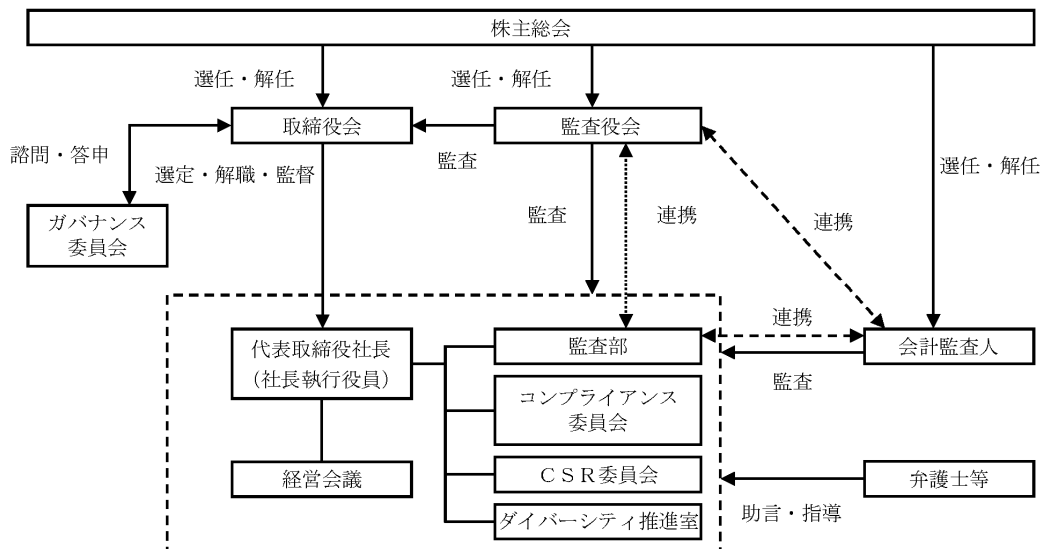 株主総会
選任・解任
選任・解任
取締役会
監査役会
諮問・答申
監査
選定・解職・監督
選任・解任
ガバナンス
委員会
監査
連携
連携
連携
代表取締役社長
（社長執行役員）
監査部
会計監査人
監査
コンプライアンス
委員会
経営会議
ＣＳＲ委員会
弁護士等
助言・指導
ダイバーシティ推進室